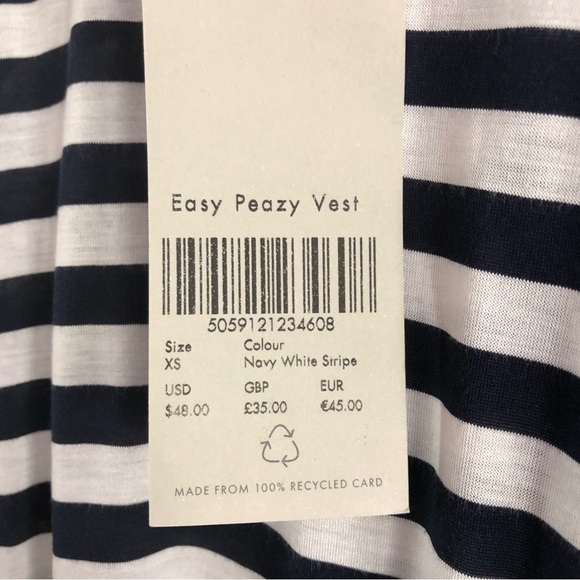 Easy Peazy Vest
5059121234608
Size Colour
XS Navy White Stripe
USD GBP EUR
$48.00 £35.00 €45.00
MADE FROM 100% RECYCLED CARD